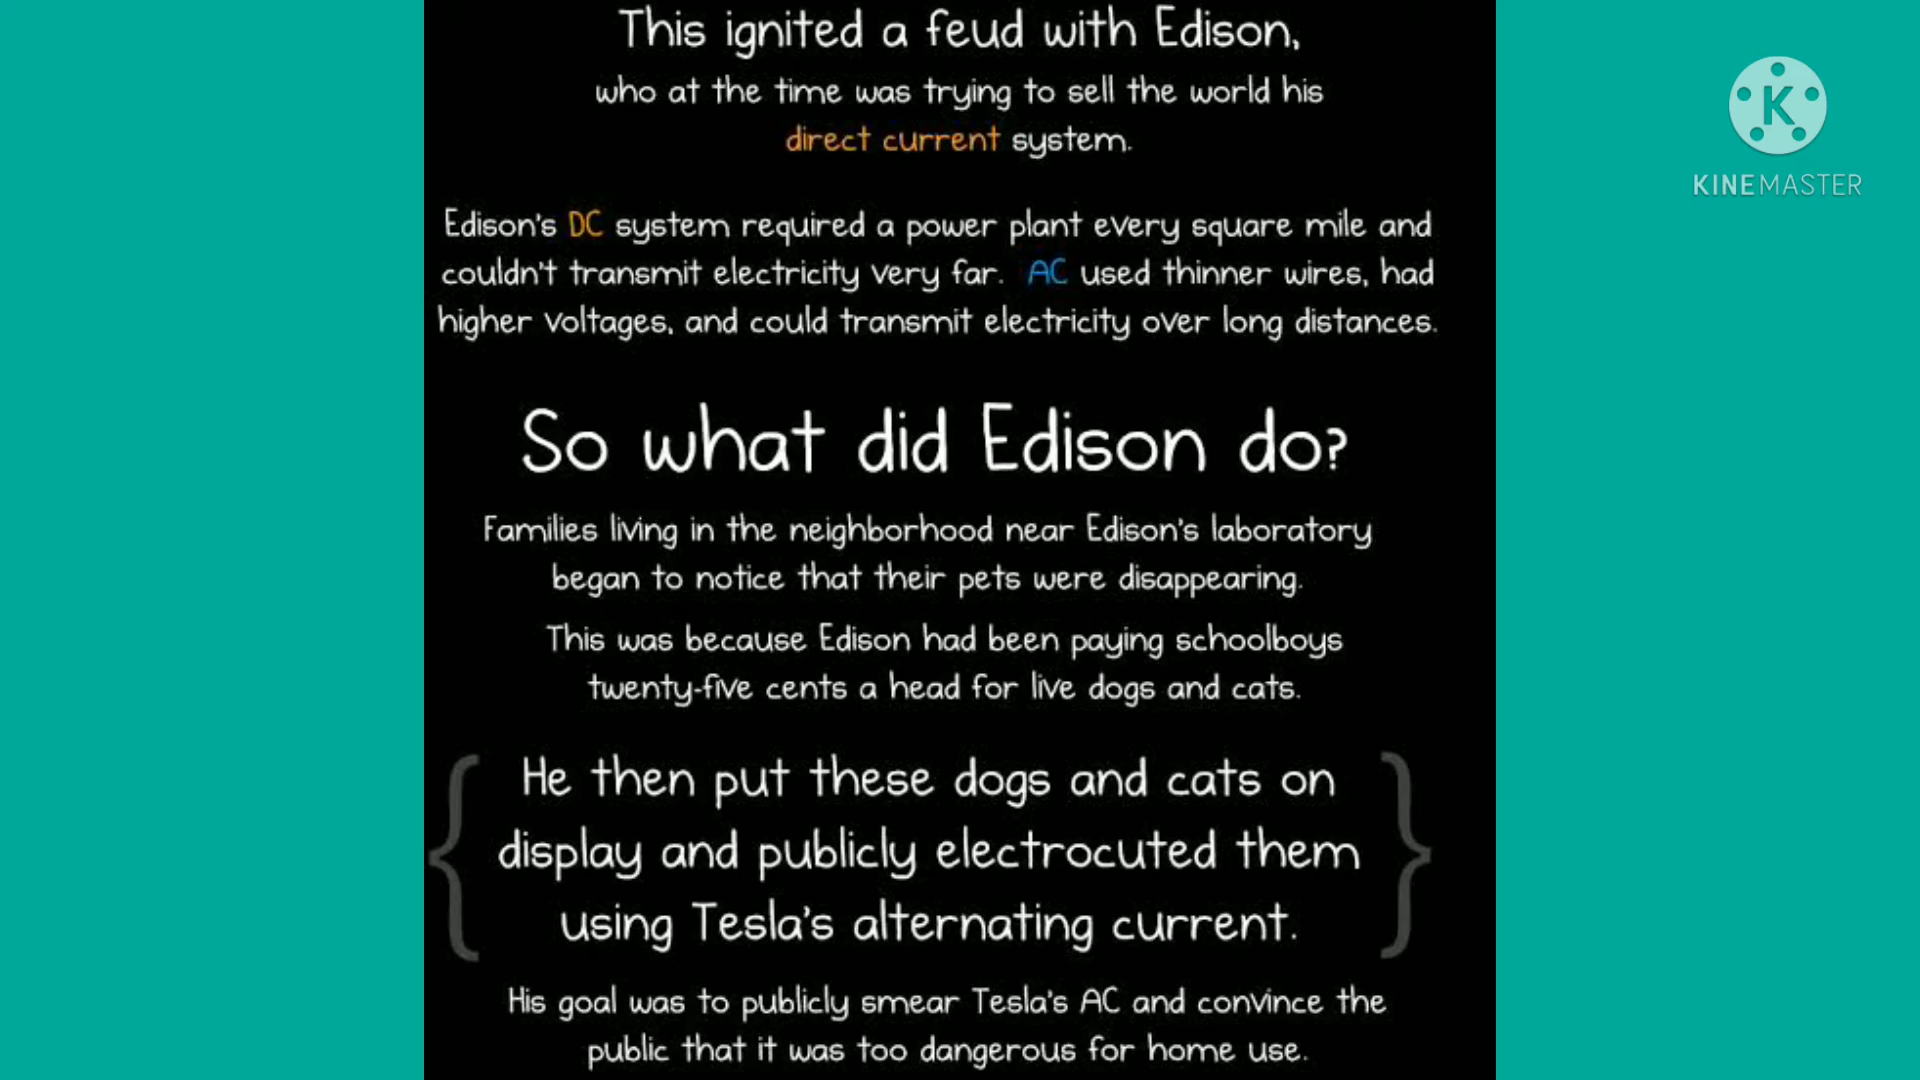 This ignited a feud with Edison,
who at the time was trying to sell the world his
direct current system.
Edison's DC system required a power plant every square mile and
couldn't transmit electricity very far. AC used thinner wires, had
higher voltages, and could transmit electricity over long distances.
So what did Edison do?
Families living in the neighborhood near Edison's laboratory
began to notice that their pets were disappearing.
This was because Edison had been paying schoolboys
twenty-five cents a head for live dogs and cats.
{ He then put these dogs and cats on
display and publicly electrocuted them
using Tesla's alternating current. }
His goal was to publicly smear Tesla's AC and convince the
public that it was too dangerous for home use.
K
KINEMASTER